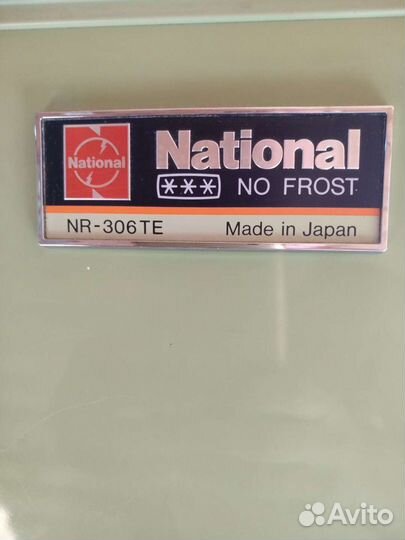 National
National
*** NO FROST
NR-306TE Made in Japan
Avito